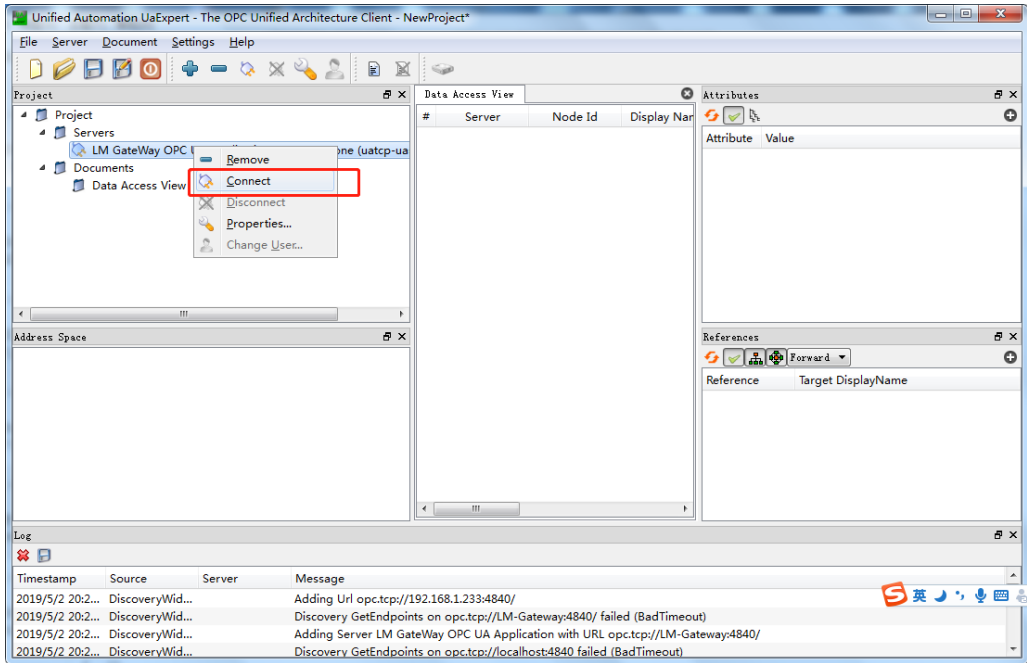 Unified Automation UaExpert - The OPC Unified Architecture Client - NewProject*
File Server Document Settings Help
Project
Project
Servers
LM GateWay OPC U one (uatcp-ua
Documents
Data Access View
Remove
Connect
Disconnect
Properties...
Change User...
Address Space
Data Access View
# Server Node Id Display Nar
Attributes
Attribute Value
References
Forward
Reference Target DisplayName
Log
Timestamp Source Server Message
2019/5/2 20:2... DiscoveryWid... Adding Url opc.tcp://192.168.1.233:4840/
2019/5/2 20:2... DiscoveryWid... Discovery GetEndpoints on opc.tcp://LM-Gateway:4840/ failed (BadTimeout)
2019/5/2 20:2... DiscoveryWid... Adding Server LM GateWay OPC UA Application with URL opc.tcp://LM-Gateway:4840/
2019/5/2 20:2... DiscoveryWid... Discovery GetEndpoints on opc.tcp://localhost:4840 failed (BadTimeout)
S 英